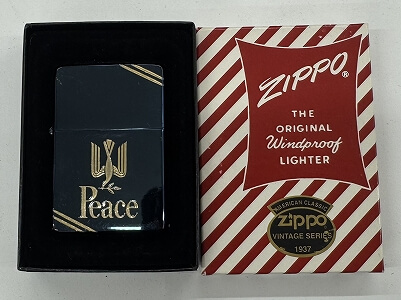 Peace
ZIPPO®
THE
ORIGINAL
Windproof
LIGHTER
AMERICAN CLASSIC
Zippo
VINTAGE SERIES
1937